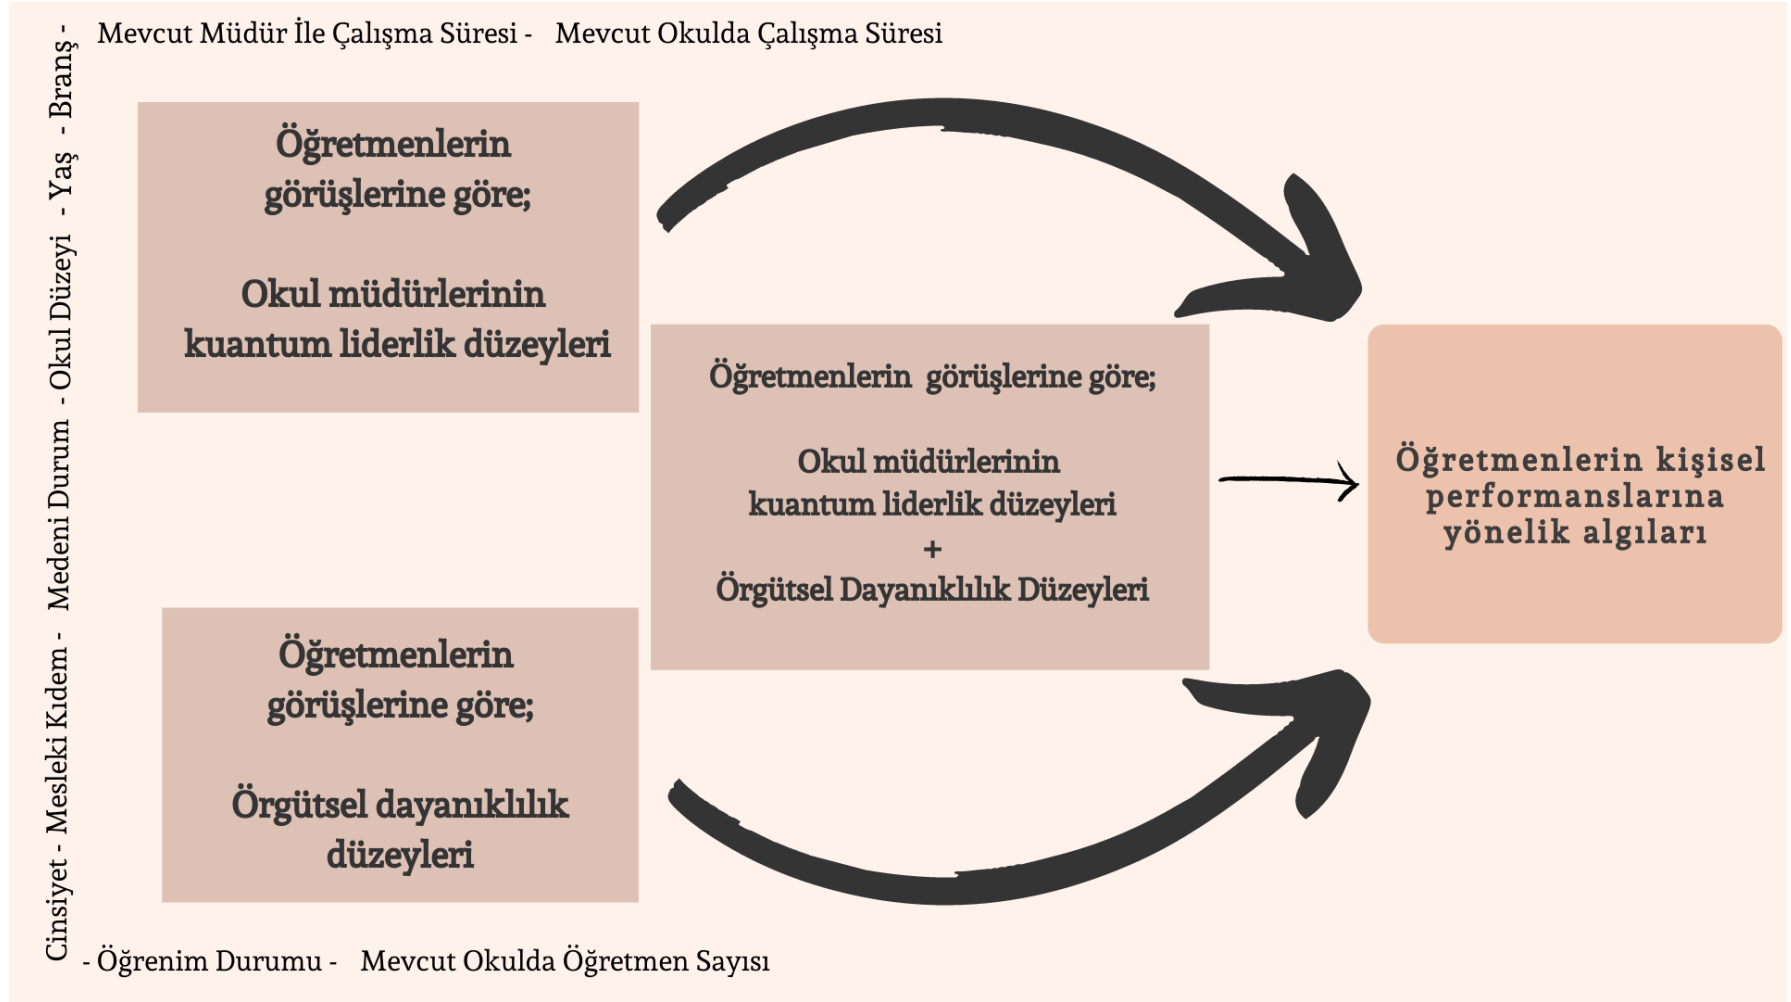 Mevcut Müdür İle Çalışma Süresi -   Mevcut Okulda Çalışma Süresi
Cinsiyet - Mesleki Kıdem -   Medeni Durum  - Okul Düzeyi  - Yaş  - Branş -
Öğretmenlerin
görüşlerine göre;
Okul müdürlerinin
kuantum liderlik düzeyleri
Öğretmenlerin  görüşlerine göre;
Okul müdürlerinin
kuantum liderlik düzeyleri
+
Örgütsel Dayanıklılık Düzeyleri
Öğretmenlerin kişisel
performanslarına
yönelik algıları
Öğretmenlerin
görüşlerine göre;
Örgütsel dayanıklılık
düzeyleri
- Öğrenim Durumu -   Mevcut Okulda Öğretmen Sayısı